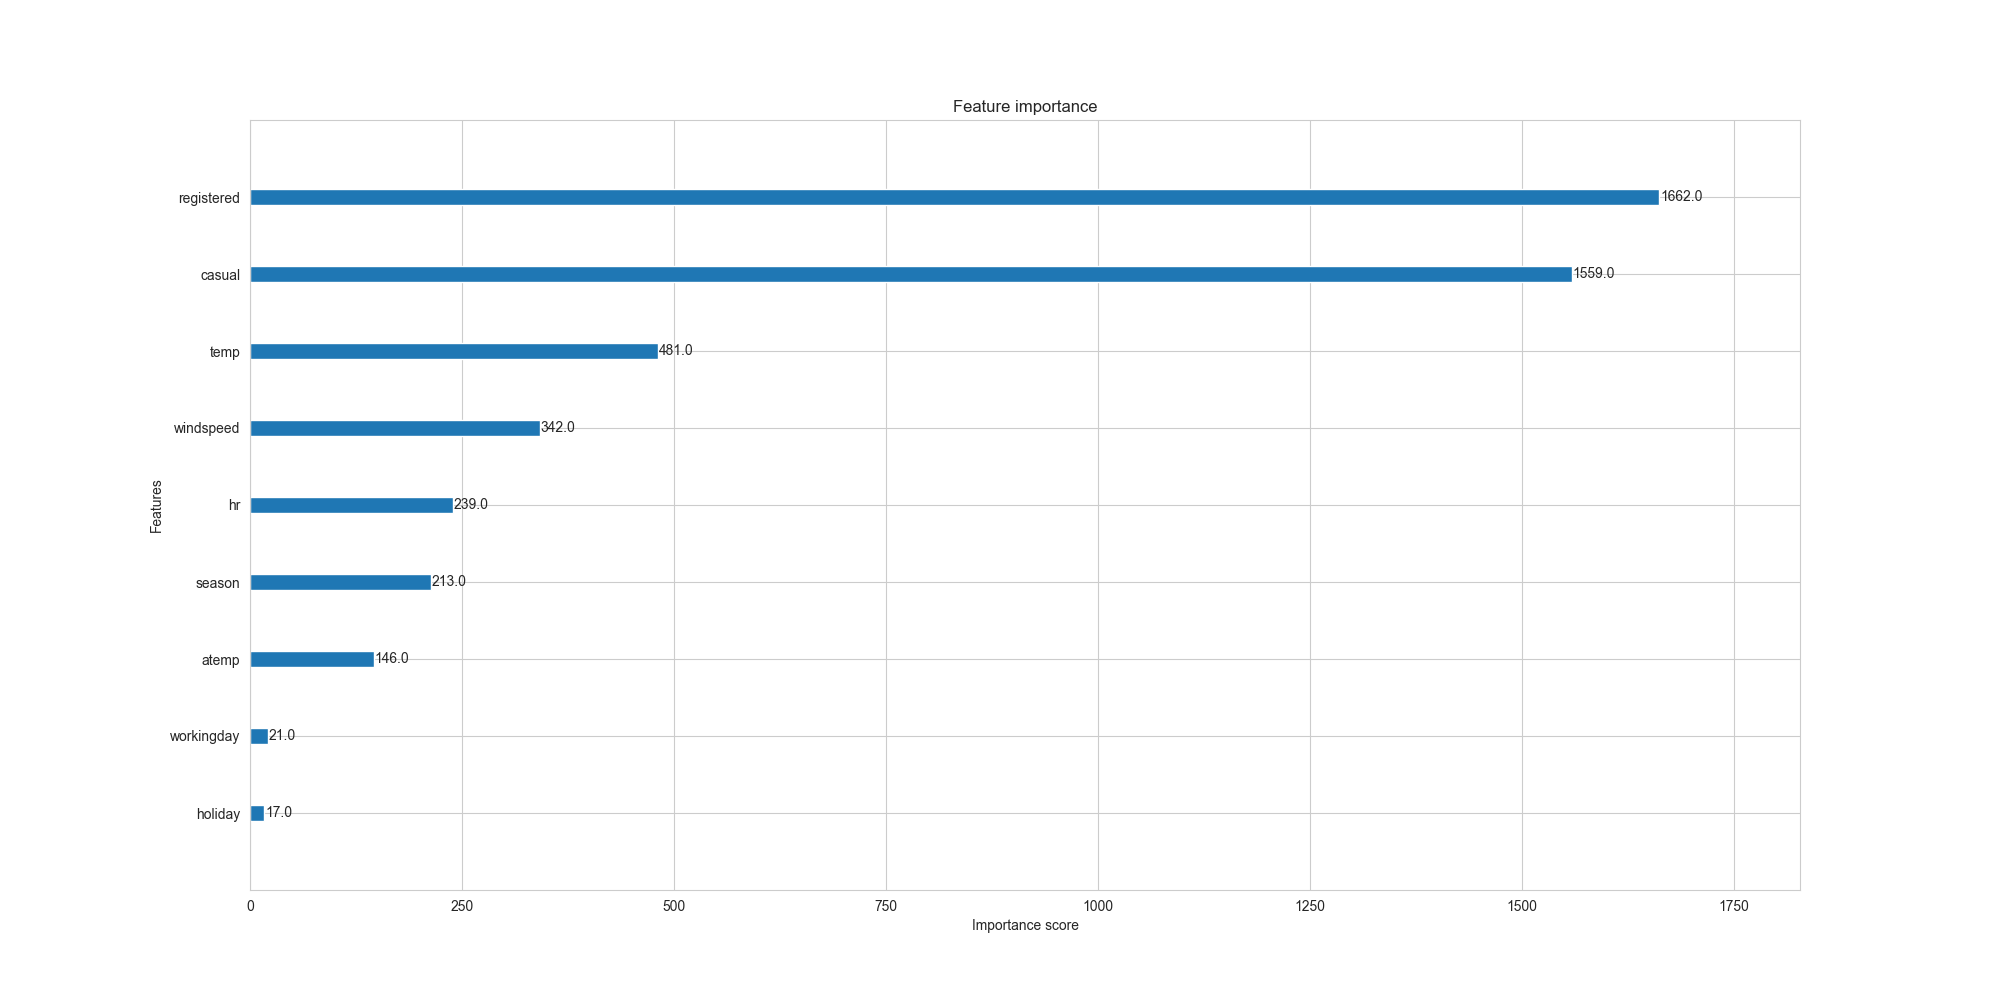 Feature importance
registered 1662.0
casual 1559.0
temp 481.0
windspeed 342.0
hr 239.0
season 213.0
atemp 146.0
workingday 21.0
holiday 17.0
Features
0 250 500 750 1000 1250 1500 1750
Importance score